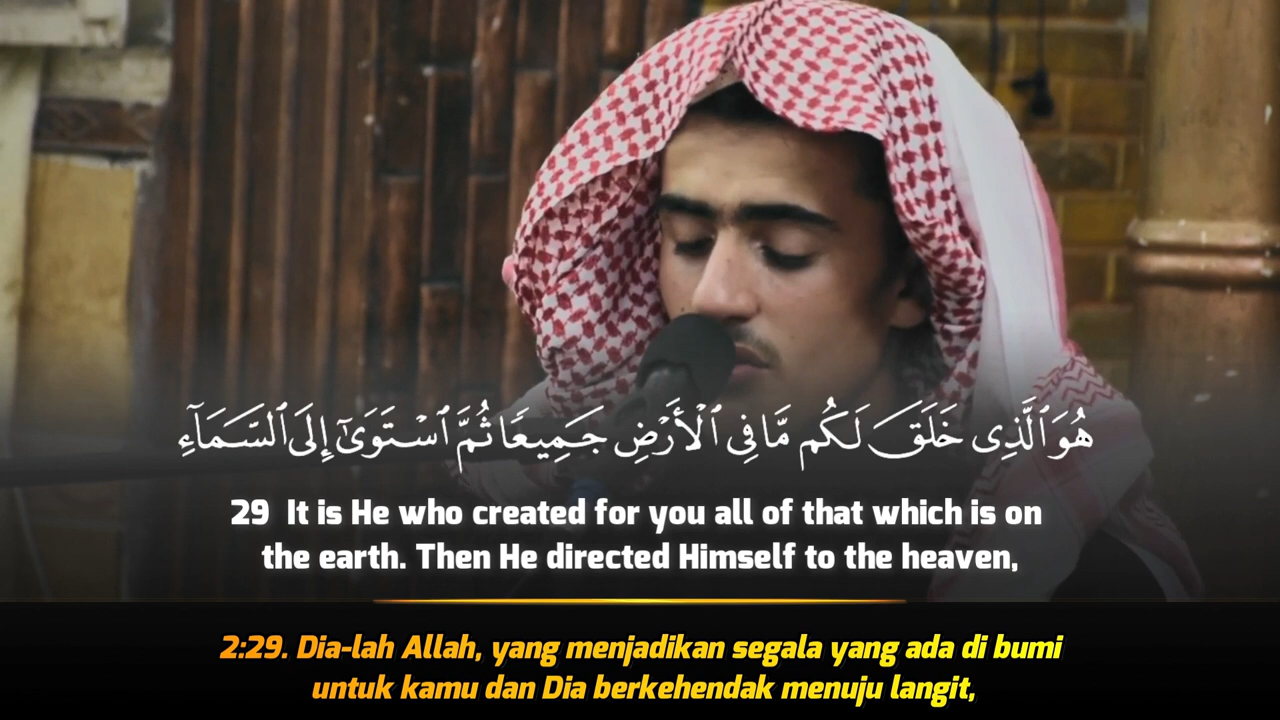 هُوَ ٱلَّذِى خَلَقَ لَكُم مَّا فِى ٱلْأَرْضِ جَمِيعًا ثُمَّ ٱسْتَوَىٰٓ إِلَى ٱلسَّمَآءِ
29 It is He who created for you all of that which is on
the earth. Then He directed Himself to the heaven,
2:29. Dia-lah Allah, yang menjadikan segala yang ada di bumi
untuk kamu dan Dia berkehendak menuju langit,